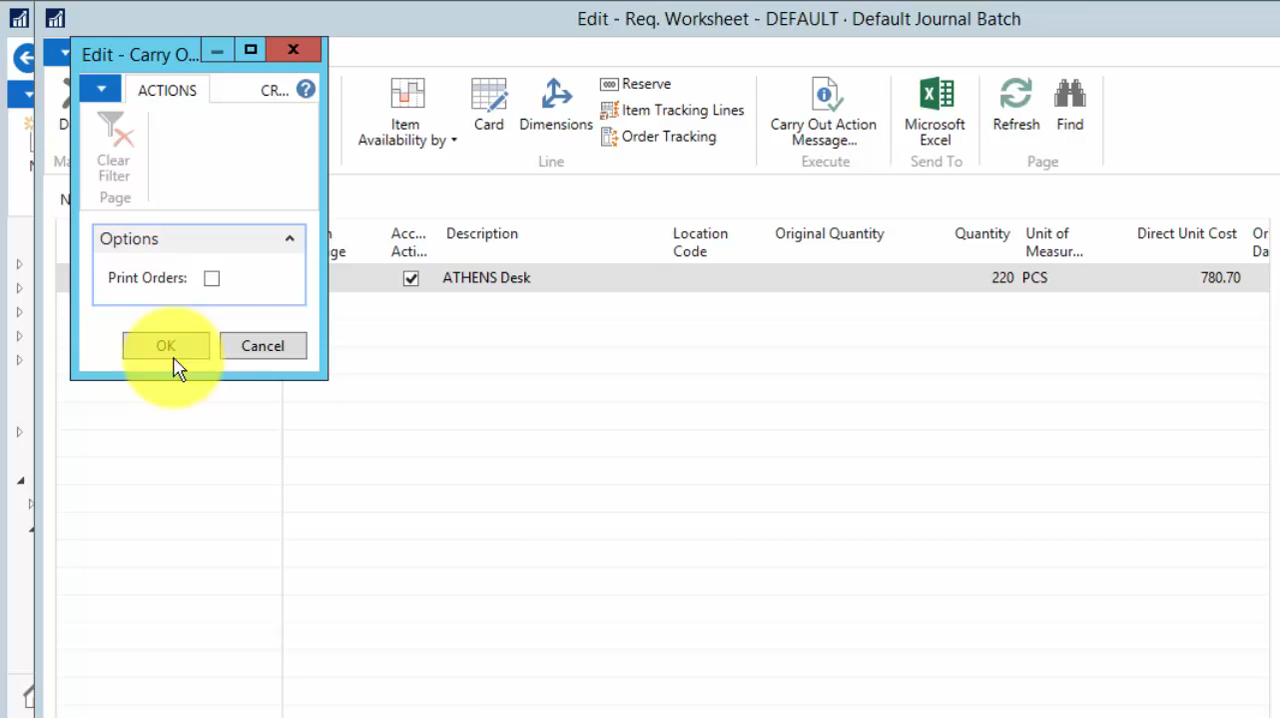 Edit - Req. Worksheet - DEFAULT · Default Journal Batch
Edit - Carry O...
ACTIONS
CR...
Clear
Filter
Page
Item
Availability by
Card
Dimensions
Reserve
Item Tracking Lines
Order Tracking
Line
Carry Out Action
Message...
Execute
Microsoft
Excel
Send To
Refresh
Find
Page
Options
Print Orders:
OK
Cancel
Acc...
Acti...
Description
Location
Code
Original Quantity
Quantity
Unit of
Measur...
Direct Unit Cost
ATHENS Desk
220
PCS
780.70